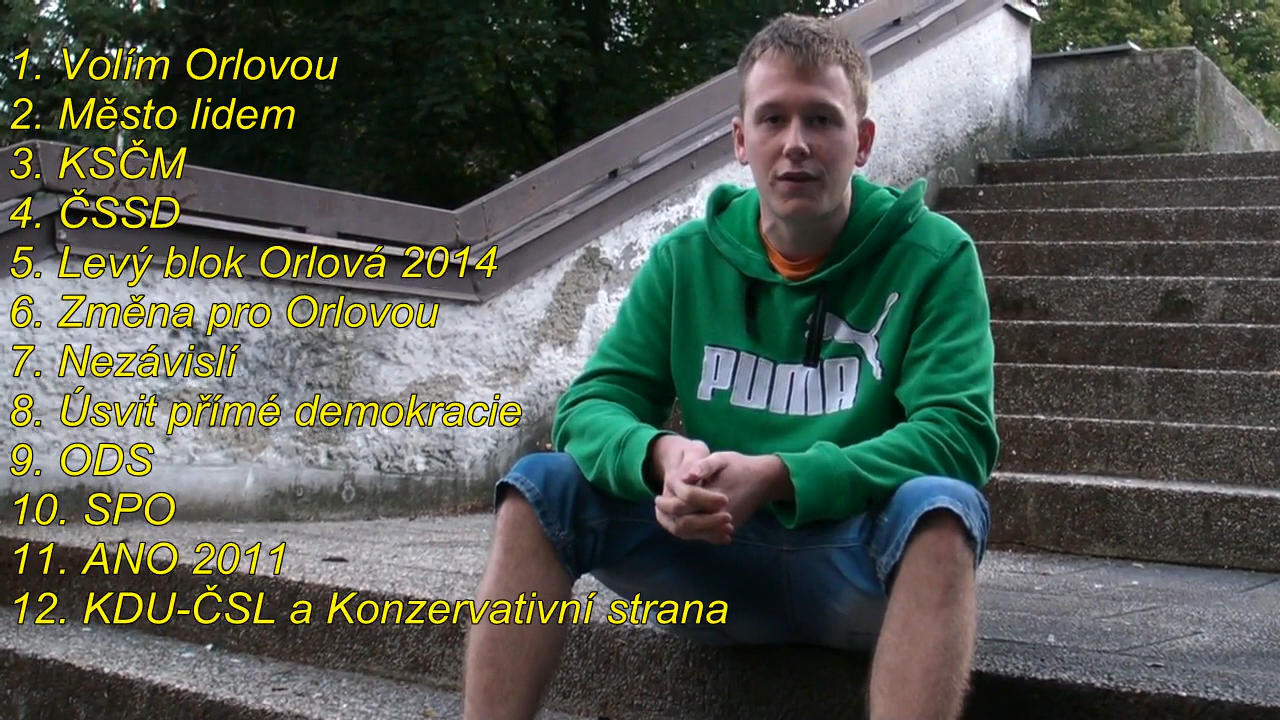 1. Volím Orlovou
2. Město lidem
3. KSČM
4. ČSSD
5. Levý blok Orlová 2014
6. Změna pro Orlovou
7. Nezávislí
8. Úsvit přímé demokracie
9. ODS
10. SPO
11. ANO 2011
12. KDU-ČSL a Konzervativní strana
PUMA